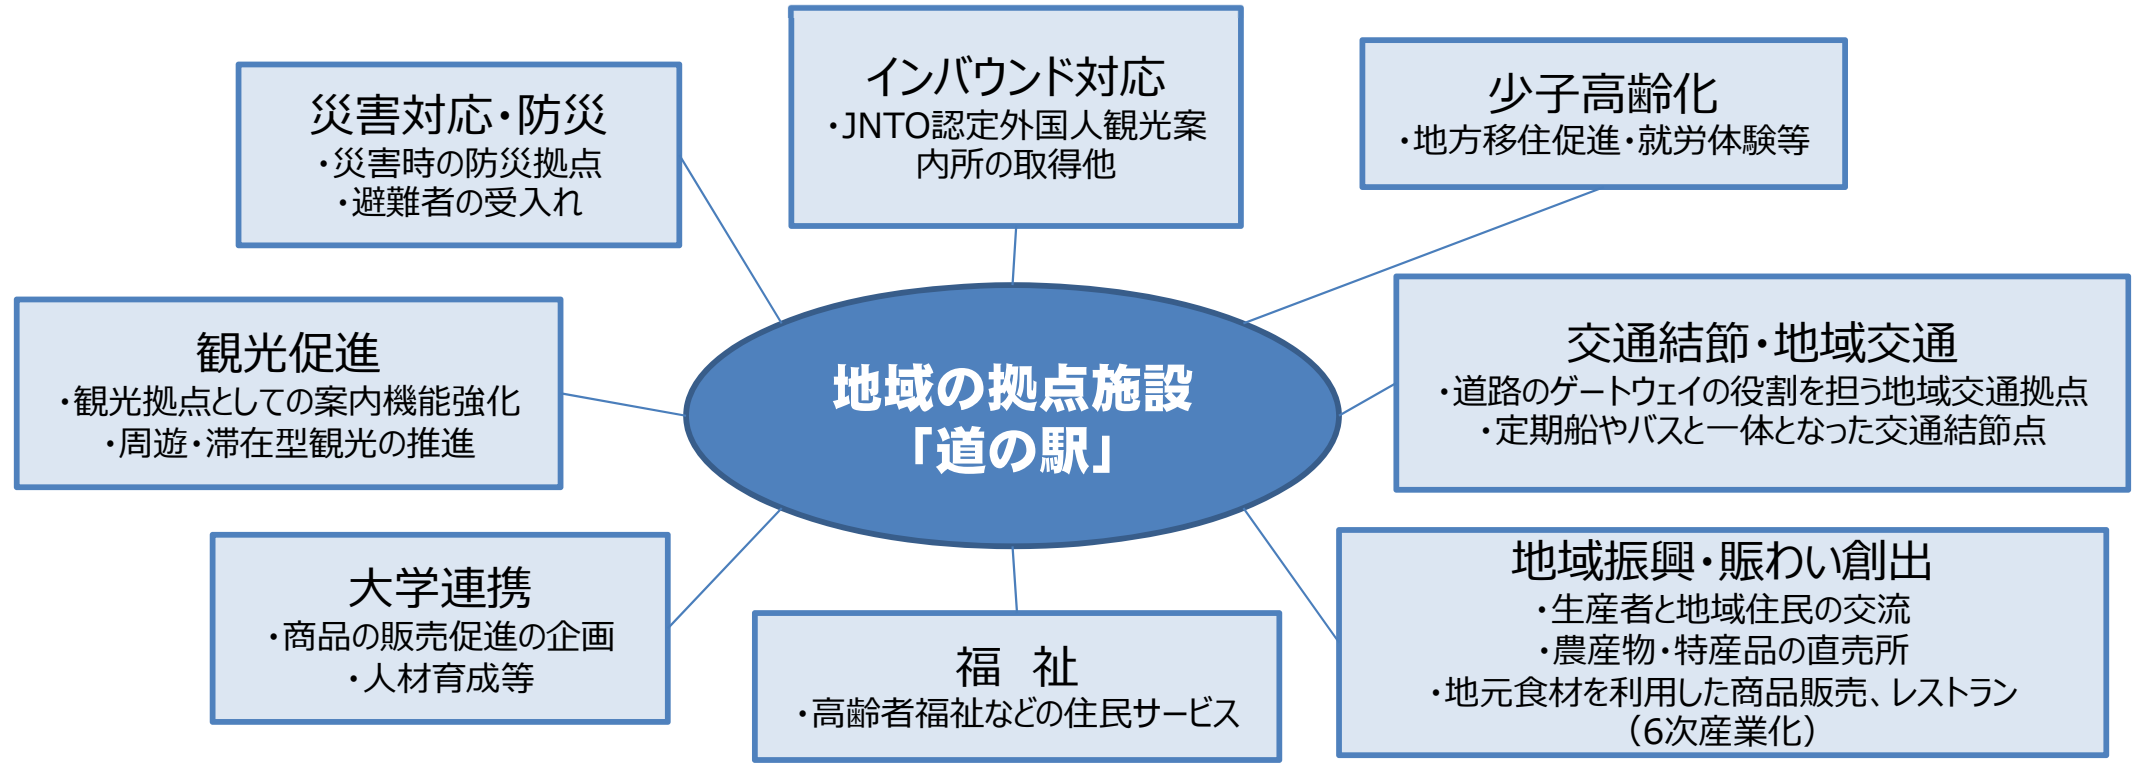 災害対応・防災
・災害時の防災拠点
・避難者の受入れ
インバウンド対応
・JNTO認定外国人観光案
内所の取得他
少子高齢化
・地方移住促進・就労体験等
観光促進
・観光拠点としての案内機能強化
・周遊・滞在型観光の推進
地域の拠点施設
「道の駅」
交通結節・地域交通
・道路のゲートウェイの役割を担う地域交通拠点
・定期船やバスと一体となった交通結節点
大学連携
・商品の販売促進の企画
・人材育成等
福　祉
・高齢者福祉などの住民サービス
地域振興・賑わい創出
・生産者と地域住民の交流
・農産物・特産品の直売所
・地元食材を利用した商品販売、レストラン
（6次産業化）